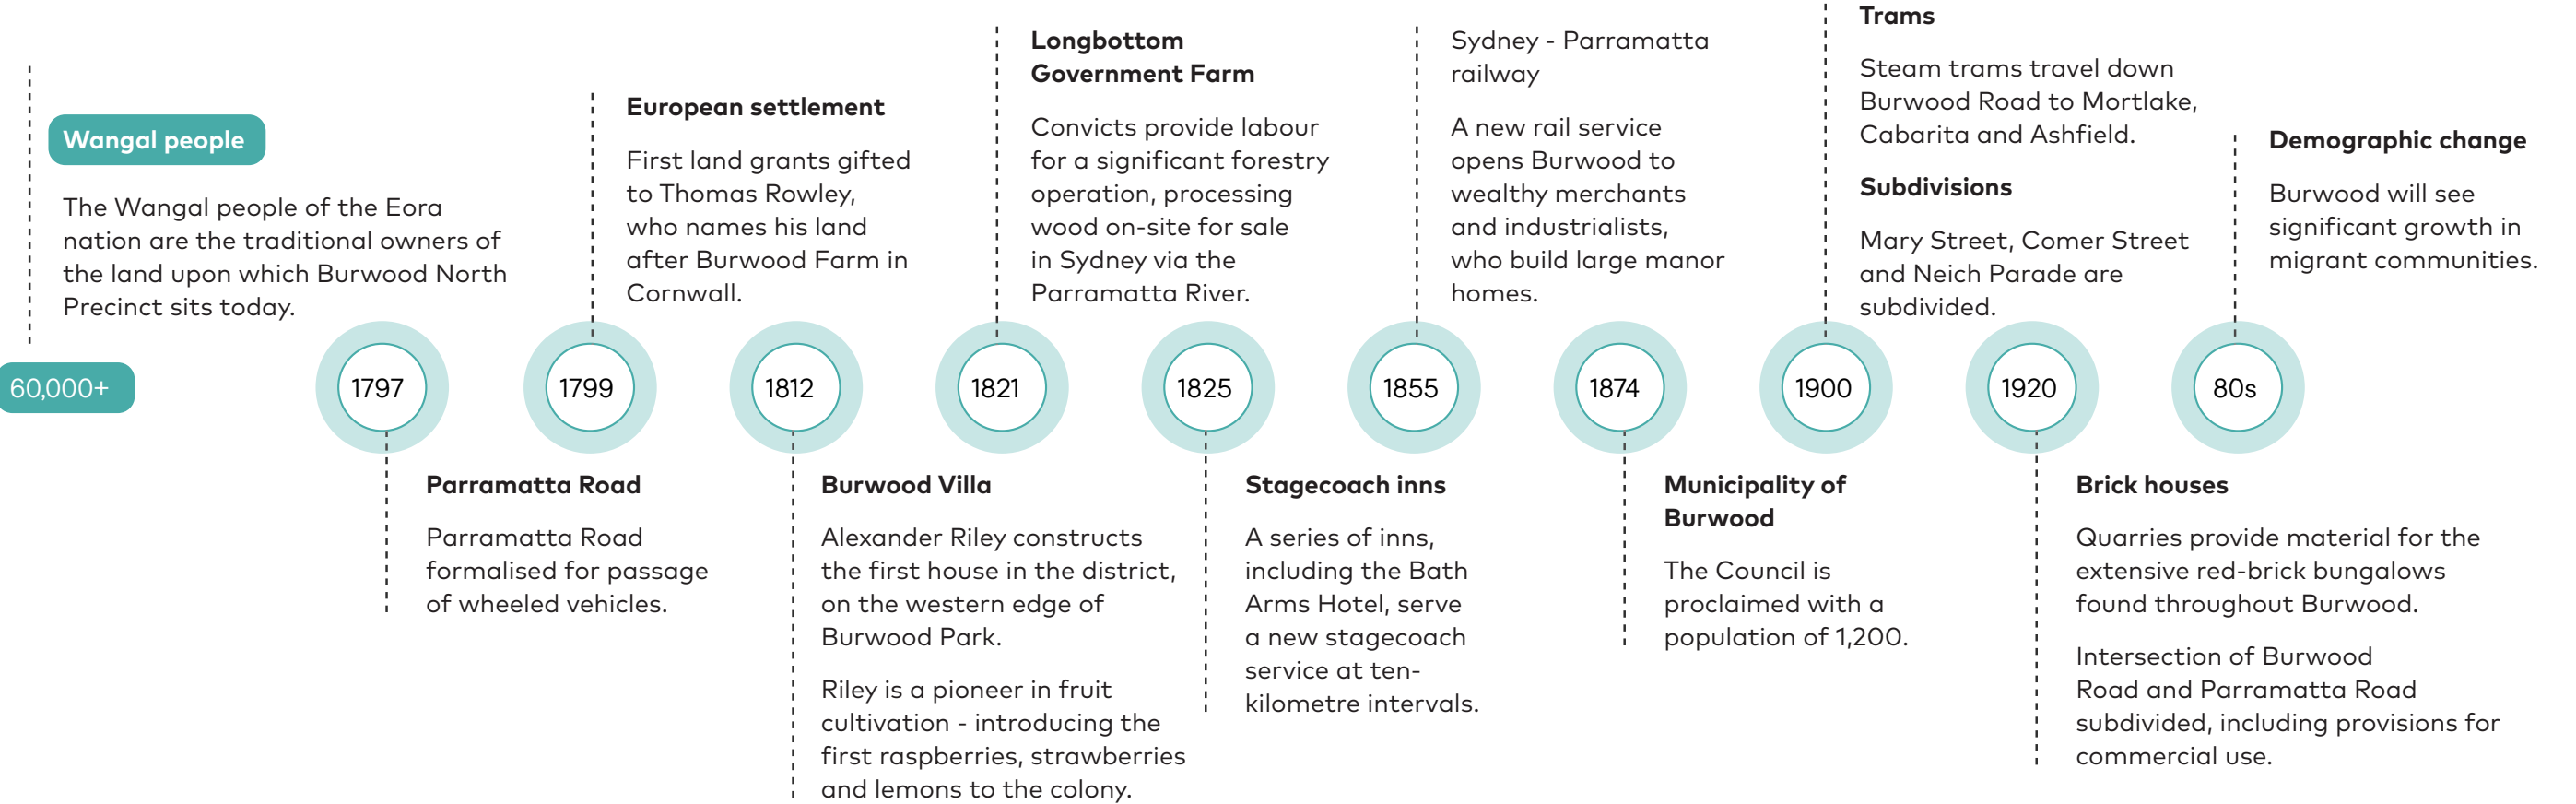 Wangal people
The Wangal people of the Eora
nation are the traditional owners of
the land upon which Burwood North
Precinct sits today.
60,000+
1797
Parramatta Road
Parramatta Road
formalised for passage
of wheeled vehicles.
European settlement
First land grants gifted
to Thomas Rowley,
who names his land
after Burwood Farm in
Cornwall.
1799
1812
Burwood Villa
Alexander Riley constructs
the first house in the district,
on the western edge of
Burwood Park.
Riley is a pioneer in fruit
cultivation - introducing the
first raspberries, strawberries
and lemons to the colony.
Longbottom
Government Farm
Convicts provide labour
for a significant forestry
operation, processing
wood on-site for sale
in Sydney via the
Parramatta River.
1821
1825
Stagecoach inns
A series of inns,
including the Bath
Arms Hotel, serve
a new stagecoach
service at ten-
kilometre intervals.
Sydney - Parramatta
railway
A new rail service
opens Burwood to
wealthy merchants
and industrialists,
who build large manor
homes.
1855
1874
Municipality of
Burwood
The Council is
proclaimed with a
population of 1,200.
Trams
Steam trams travel down
Burwood Road to Mortlake,
Cabarita and Ashfield.
Subdivisions
Mary Street, Comer Street
and Neich Parade are
subdivided.
1900
1920
Brick houses
Quarries provide material for the
extensive red-brick bungalows
found throughout Burwood.
Intersection of Burwood
Road and Parramatta Road
subdivided, including provisions for
commercial use.
Demographic change
Burwood will see
significant growth in
migrant communities.
80s